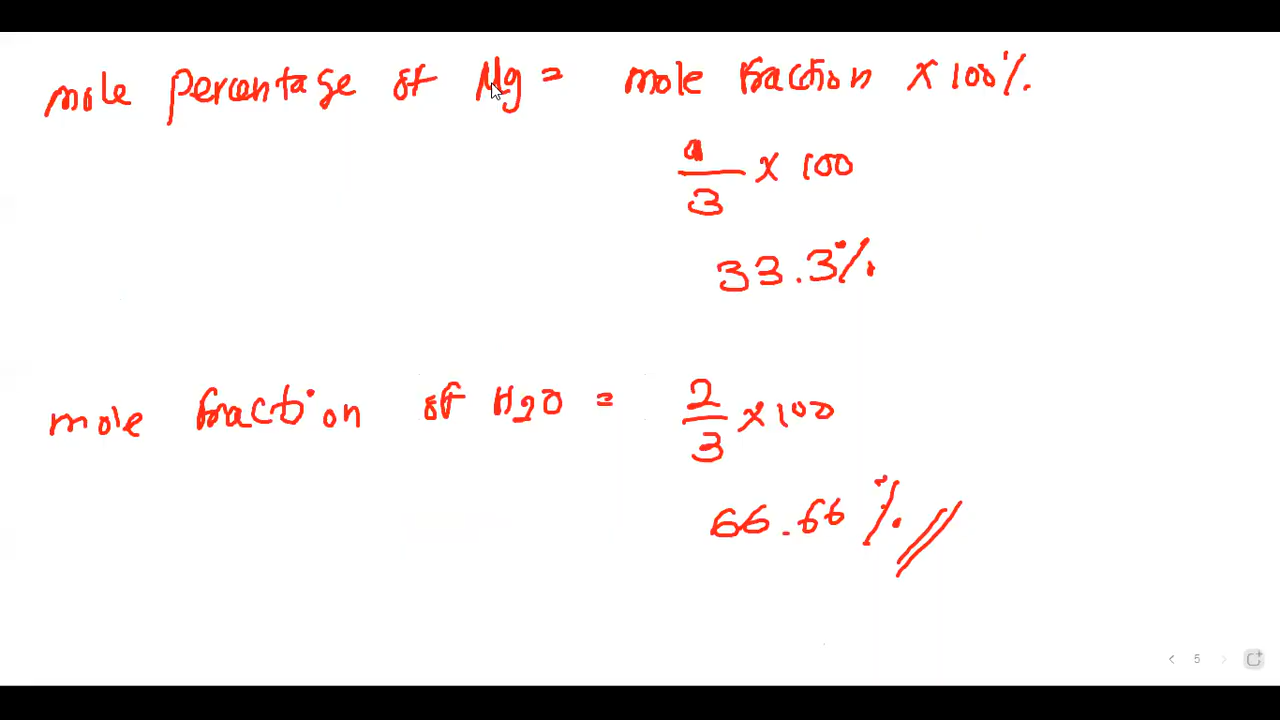 mole percentage of Mg = mole fraction × 100%
1/3 × 100
33.3%
mole fraction of H2O = 2/3 × 100
66.66%
5